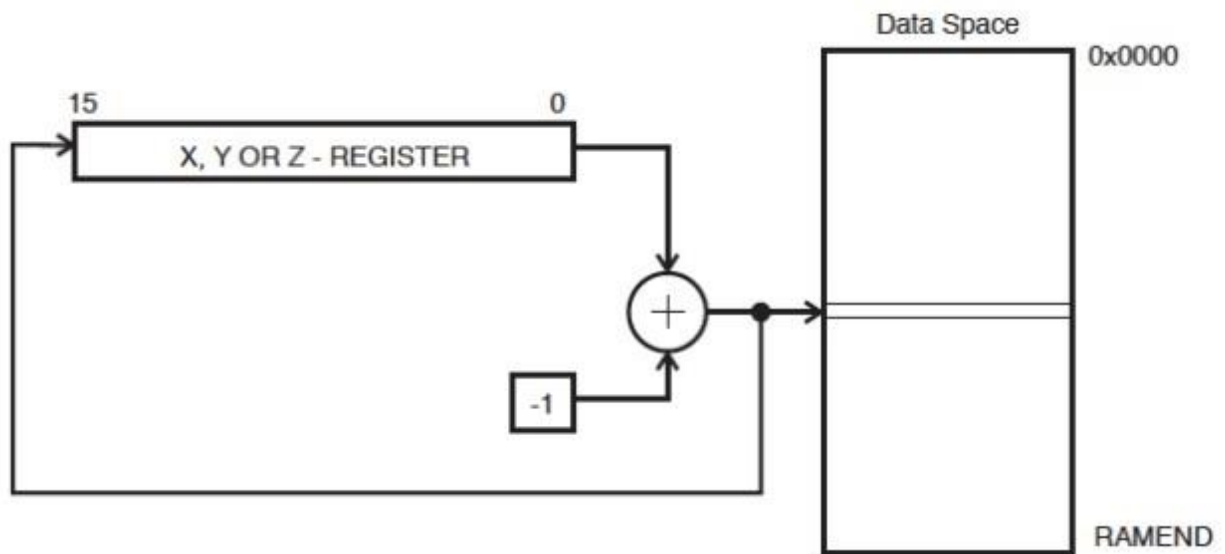 Data Space
0x0000
15 0
X, Y OR Z - REGISTER
+
-1
RAMEND